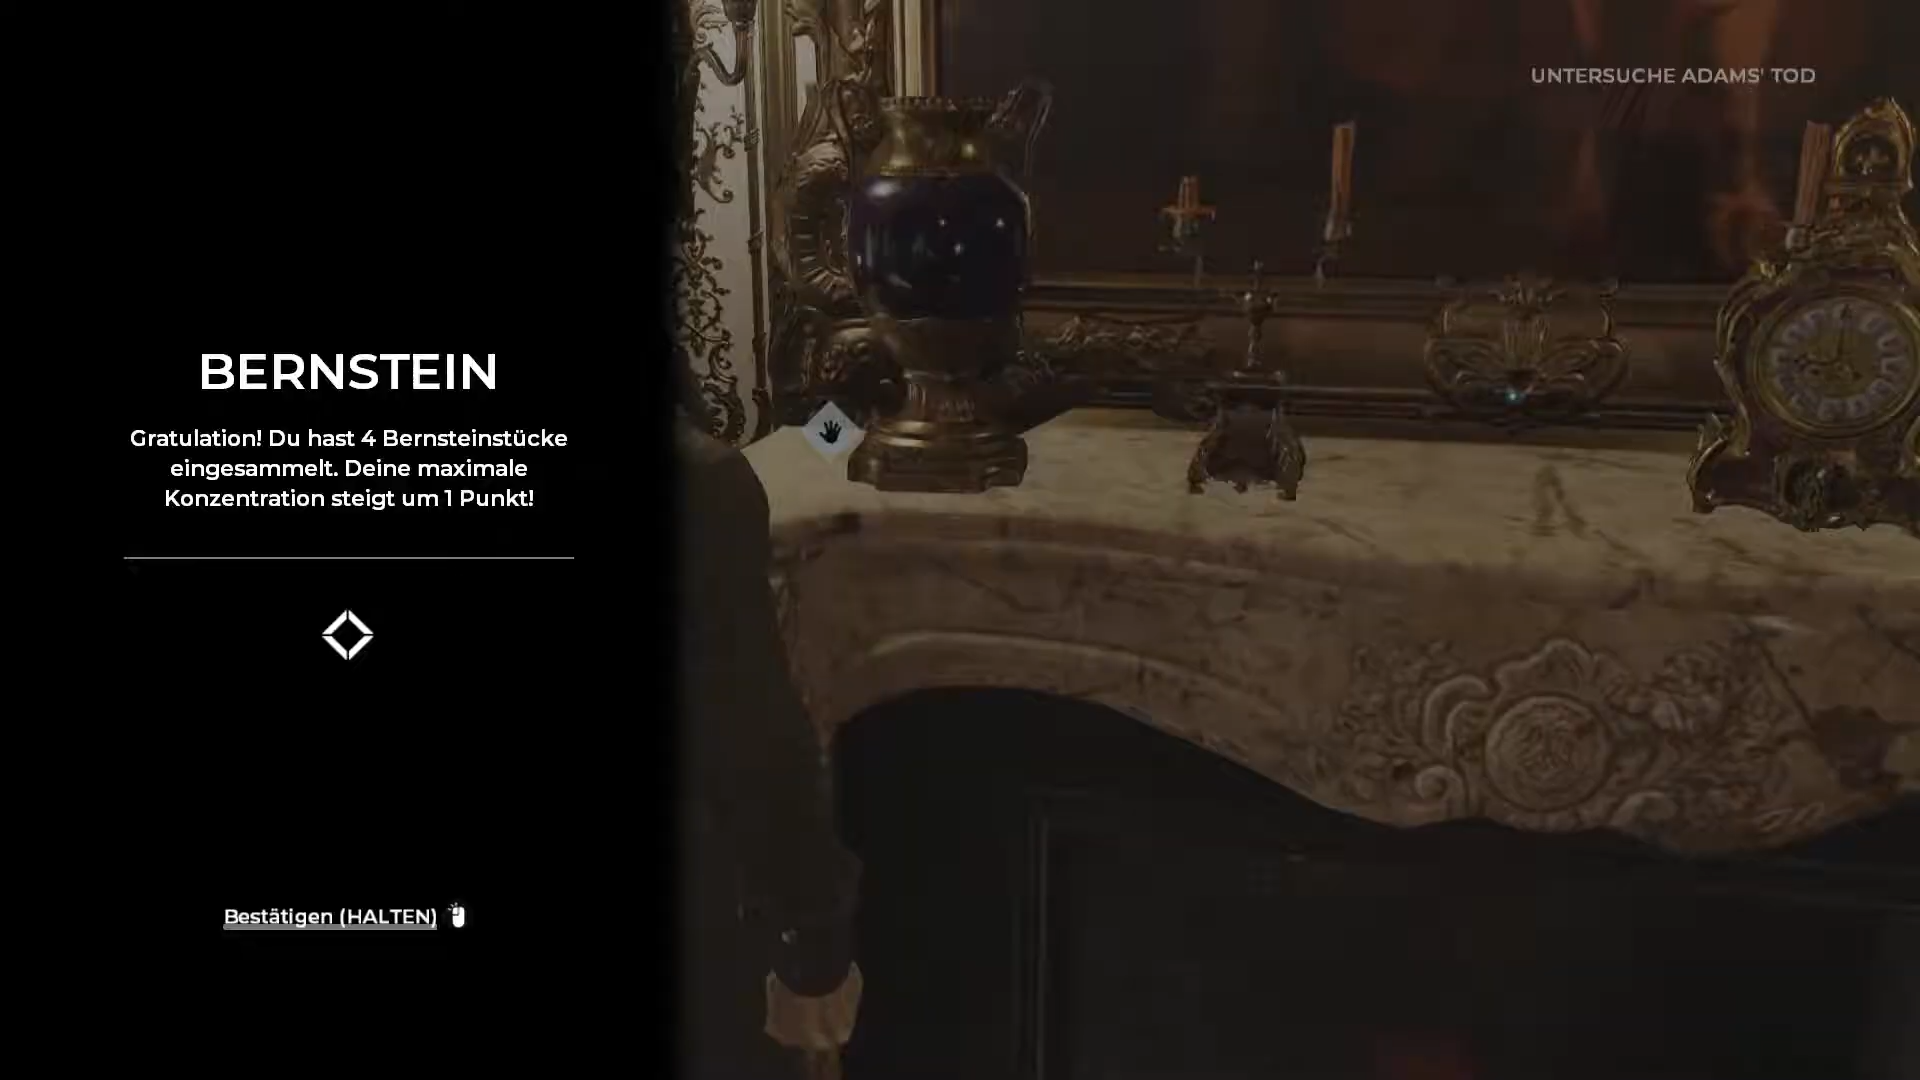 UNTERSUCHE ADAMS' TOD
BERNSTEIN
Gratulation! Du hast 4 Bernsteinstücke
eingesammelt. Deine maximale
Konzentration steigt um 1 Punkt!
Bestätigen (HALTEN)